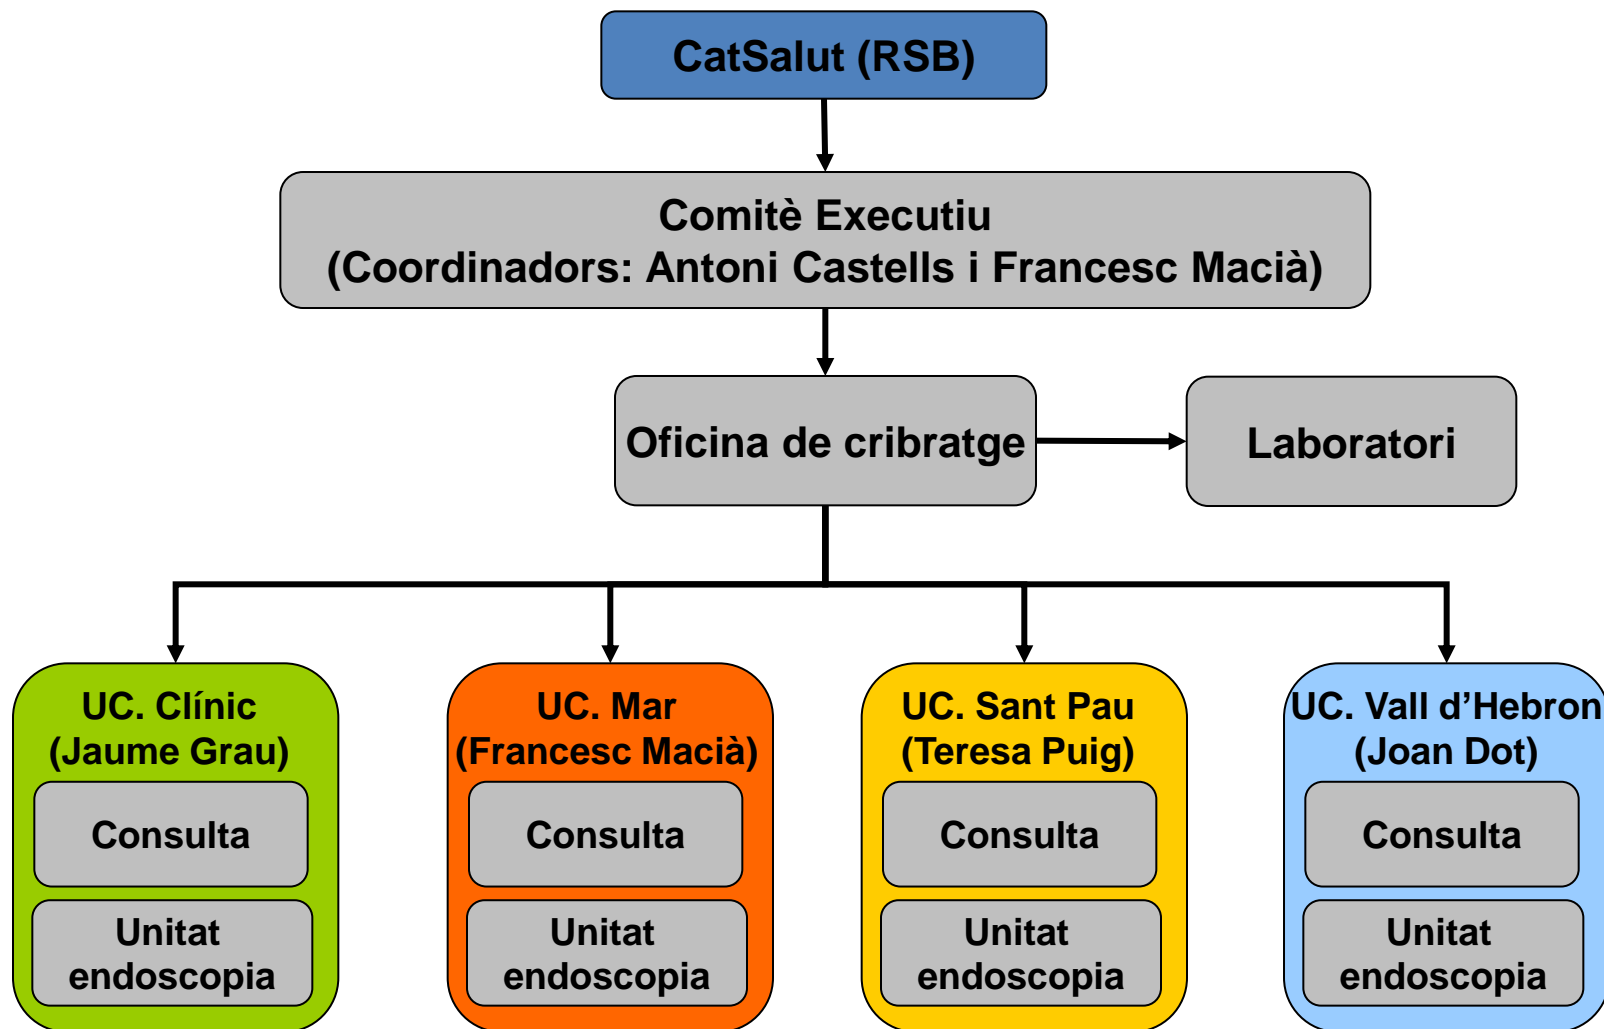 CatSalut (RSB)
Comitè Executiu
(Coordinadors: Antoni Castells i Francesc Macià)
Oficina de cribratge
Laboratori
UC. Clínic
(Jaume Grau)
Consulta
Unitat
endoscopia
UC. Mar
(Francesc Macià)
Consulta
Unitat
endoscopia
UC. Sant Pau
(Teresa Puig)
Consulta
Unitat
endoscopia
UC. Vall d’Hebron
(Joan Dot)
Consulta
Unitat
endoscopia